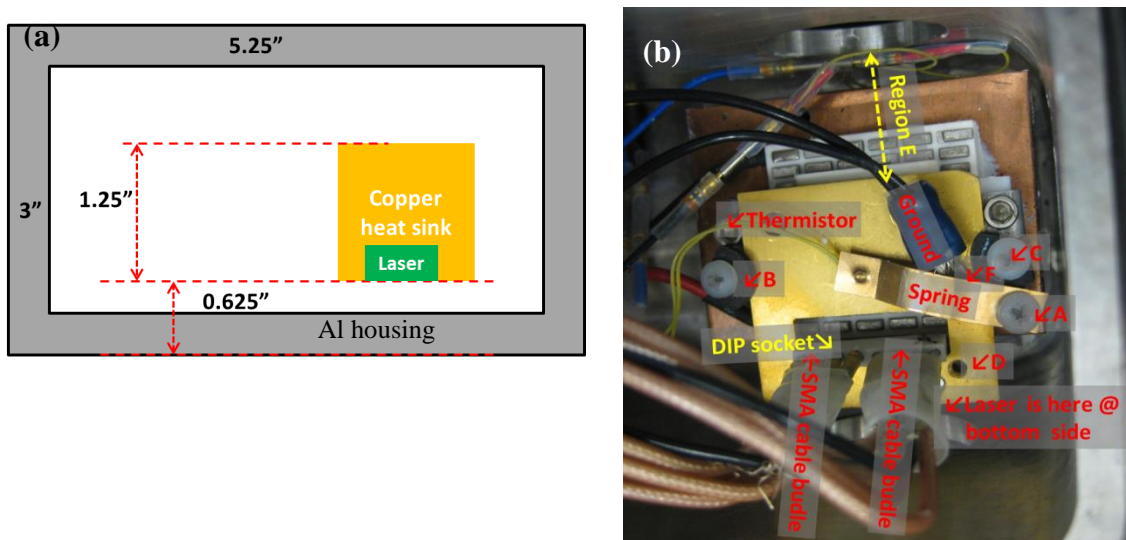 (a)
5.25”
3”
1.25”
Copper
heat sink
Laser
0.625”
Al housing
(b)
Region E
Ground
↙Thermistor
↙C
↙F
↙B
Spring
↙A
DIP socket↘
↙D
→SMA cable budle
→SMA cable budle
↙Laser is here @
bottom side